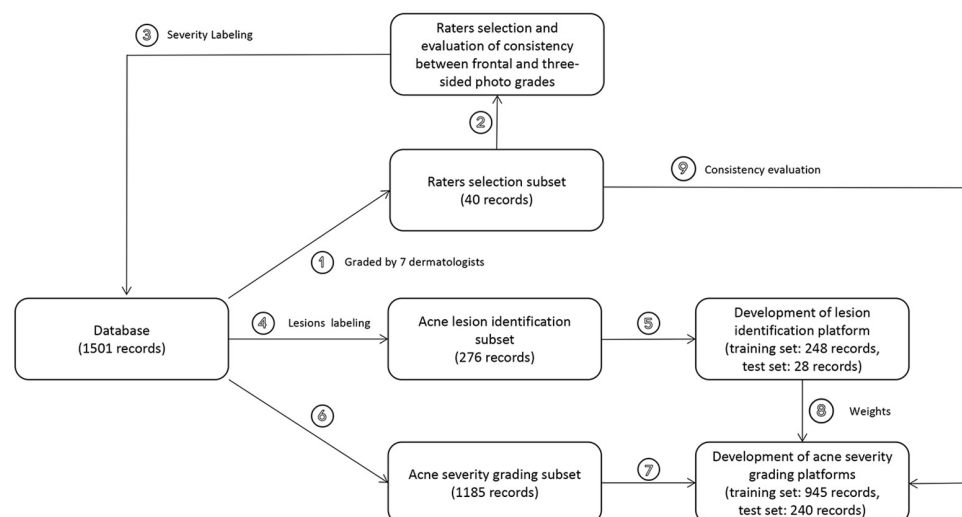 ③ Severity Labeling
Raters selection and
evaluation of consistency
between frontal and three-
sided photo grades
②
Raters selection subset
(40 records)
⑨ Consistency evaluation
① Graded by 7 dermatologists
Database
(1501 records)
④ Lesions labeling
Acne lesion identification
subset
(276 records)
⑤
Development of lesion
identification platform
(training set: 248 records,
test set: 28 records)
⑥
⑧ Weights
Acne severity grading subset
(1185 records)
⑦
Development of acne severity
grading platforms
(training set: 945 records,
test set: 240 records)